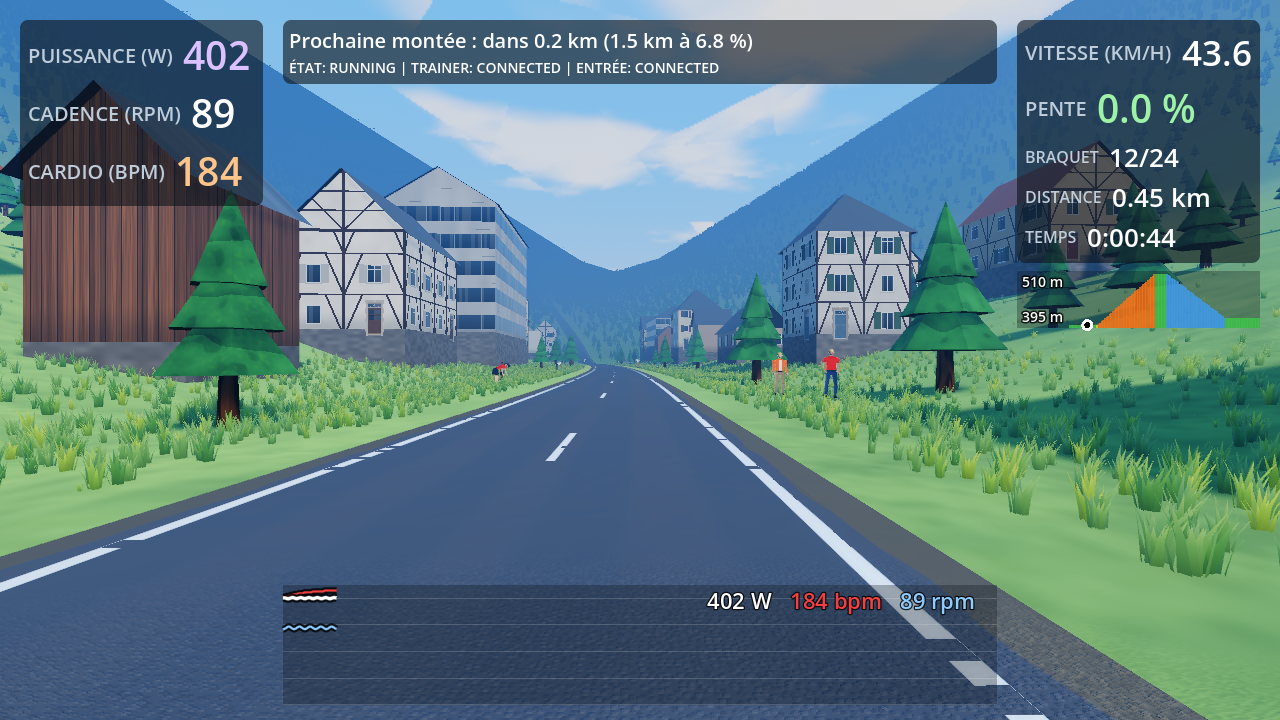 PUISSANCE (W) 402
CADENCE (RPM) 89
CARDIO (BPM) 184
Prochaine montée : dans 0.2 km (1.5 km à 6.8 %)
ÉTAT: RUNNING | TRAINER: CONNECTED | ENTRÉE: CONNECTED
VITESSE (KM/H) 43.6
PENTE 0.0 %
BRAQUET 12/24
DISTANCE 0.45 km
TEMPS 0:00:44
510 m
395 m
402 W 184 bpm 89 rpm